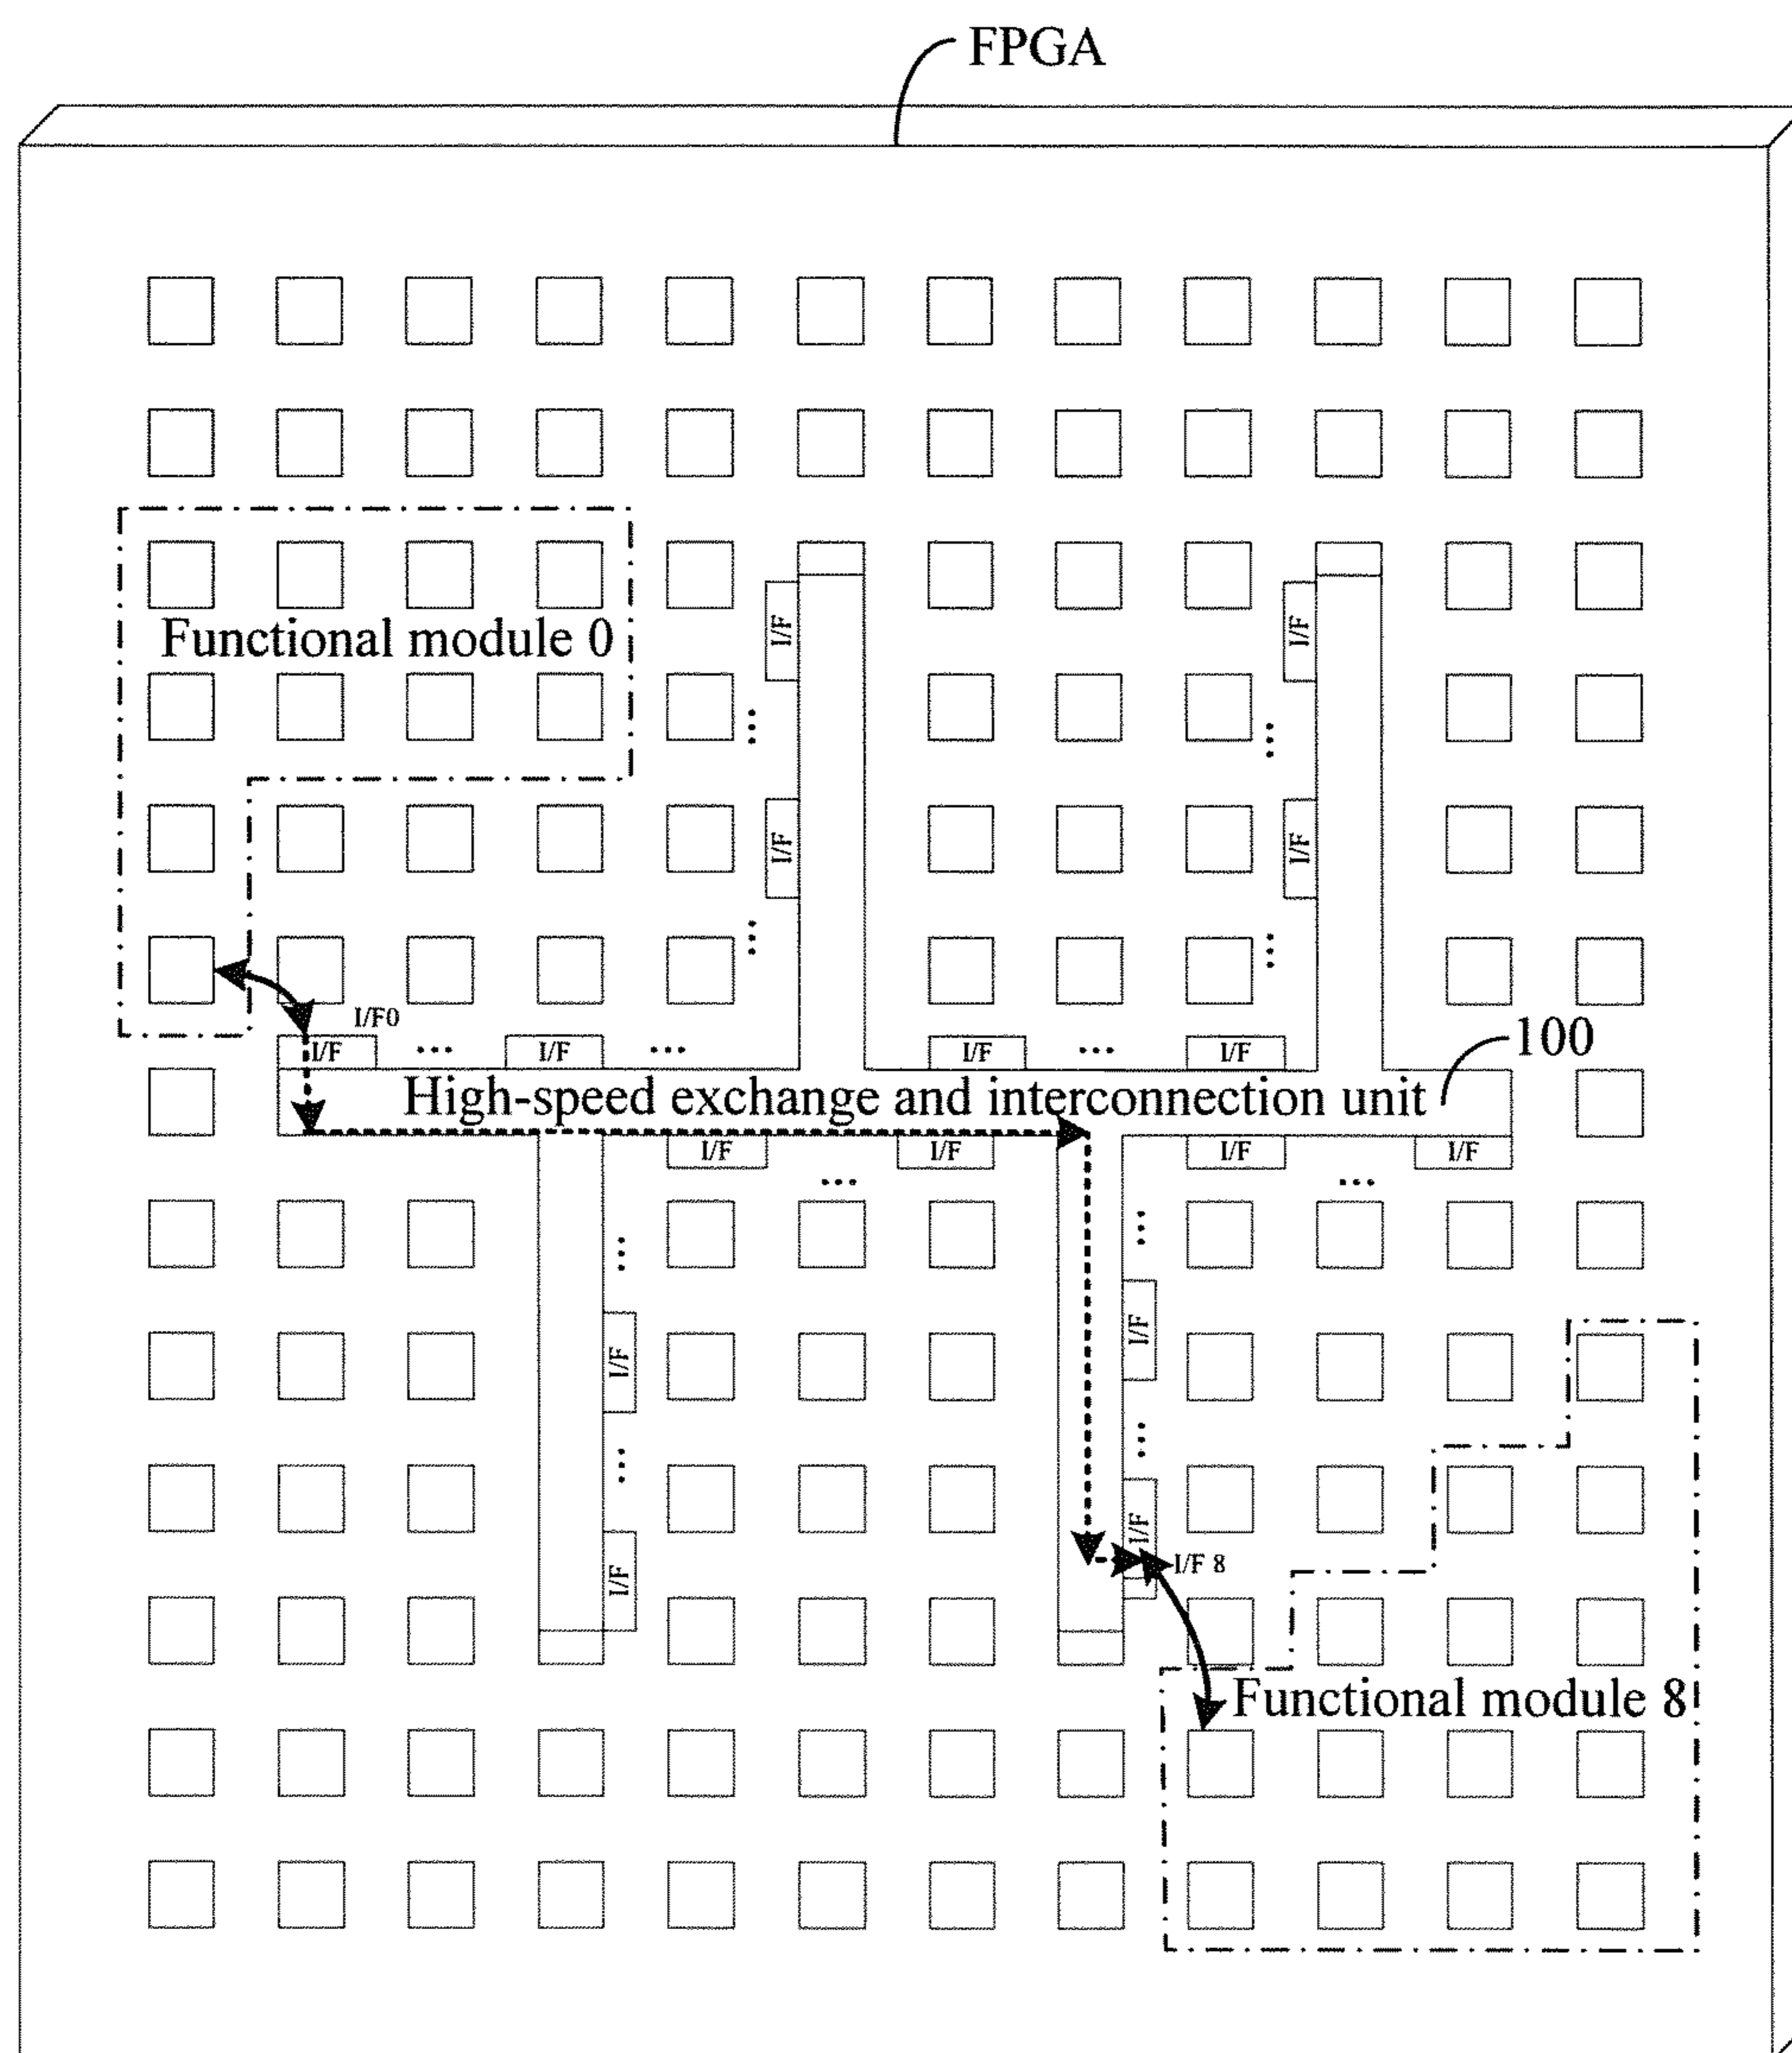 FPGA
Functional module 0
I/F
I/F
I/F
I/F
I/F0
I/F
I/F
I/F
I/F
100
High-speed exchange and interconnection unit
I/F
I/F
I/F
I/F
I/F
I/F
I/F
I/F 8
I/F
Functional module 8